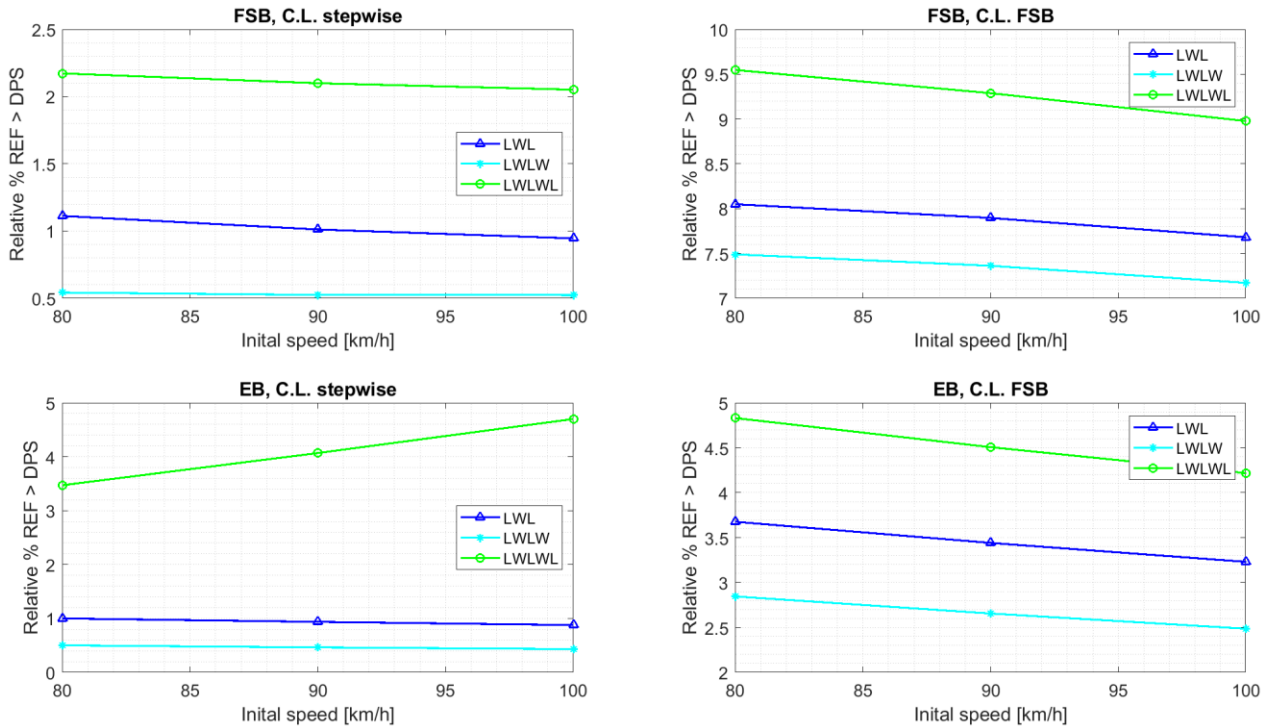 FSB, C.L. stepwise
2.5
2
1.5
1
0.5
Relative % REF > DPS
LWL
LWLW
LWLWL
80 85 90 95 100
Inital speed [km/h]
FSB, C.L. FSB
10
9.5
9
8.5
8
7.5
7
Relative % REF > DPS
LWL
LWLW
LWLWL
80 85 90 95 100
Inital speed [km/h]
EB, C.L. stepwise
5
4
3
2
1
0
Relative % REF > DPS
LWL
LWLW
LWLWL
80 85 90 95 100
Inital speed [km/h]
EB, C.L. FSB
5
4.5
4
3.5
3
2.5
2
Relative % REF > DPS
LWL
LWLW
LWLWL
80 85 90 95 100
Inital speed [km/h]